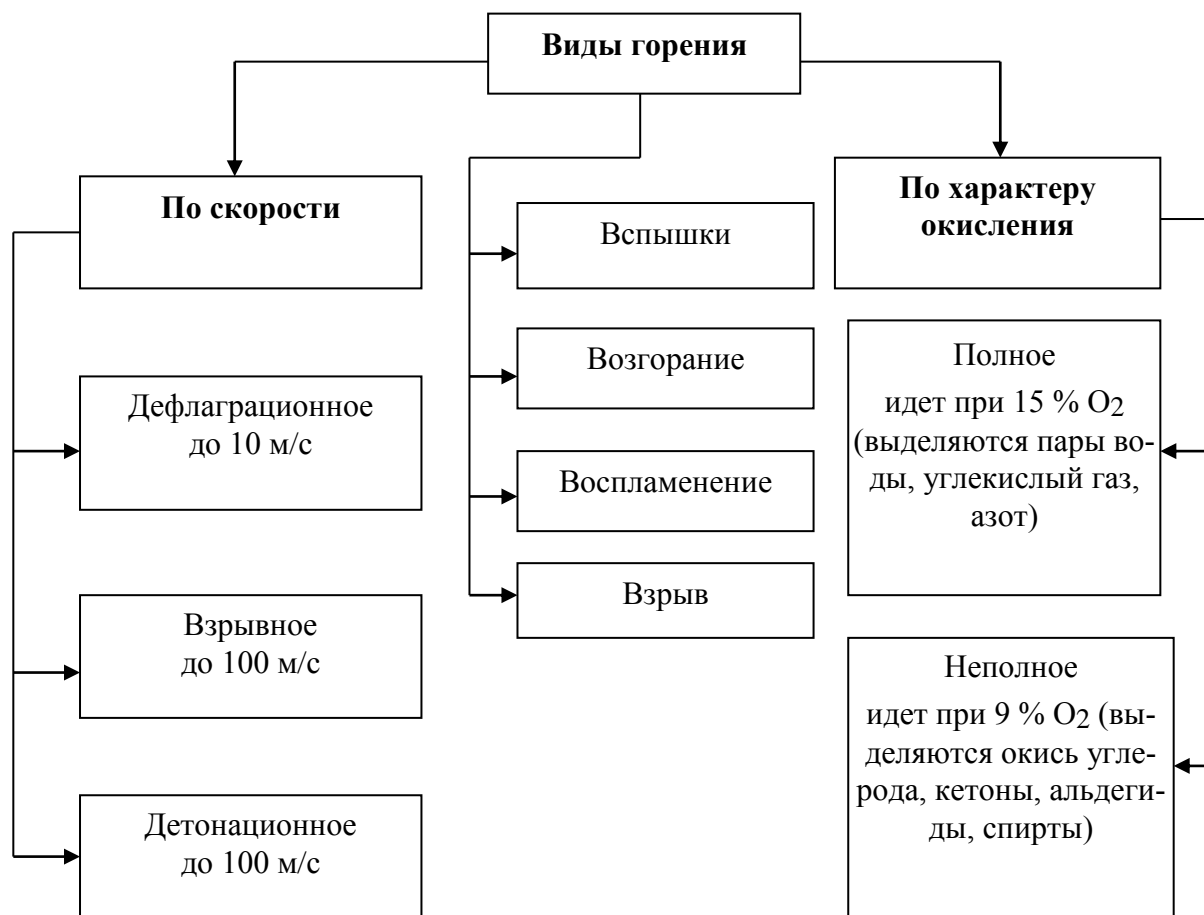 Виды горения
По скорости
Дефлаграционное
до 10 м/с
Взрывное
до 100 м/с
Детонационное
до 100 м/с
Вспышки
Возгорание
Воспламенение
Взрыв
По характеру
окисления
Полное
идет при 15 % O2
(выделяются пары во-
ды, углекислый газ,
азот)
Неполное
идет при 9 % O2 (вы-
деляются окись угле-
рода, кетоны, альдеги-
ды, спирты)